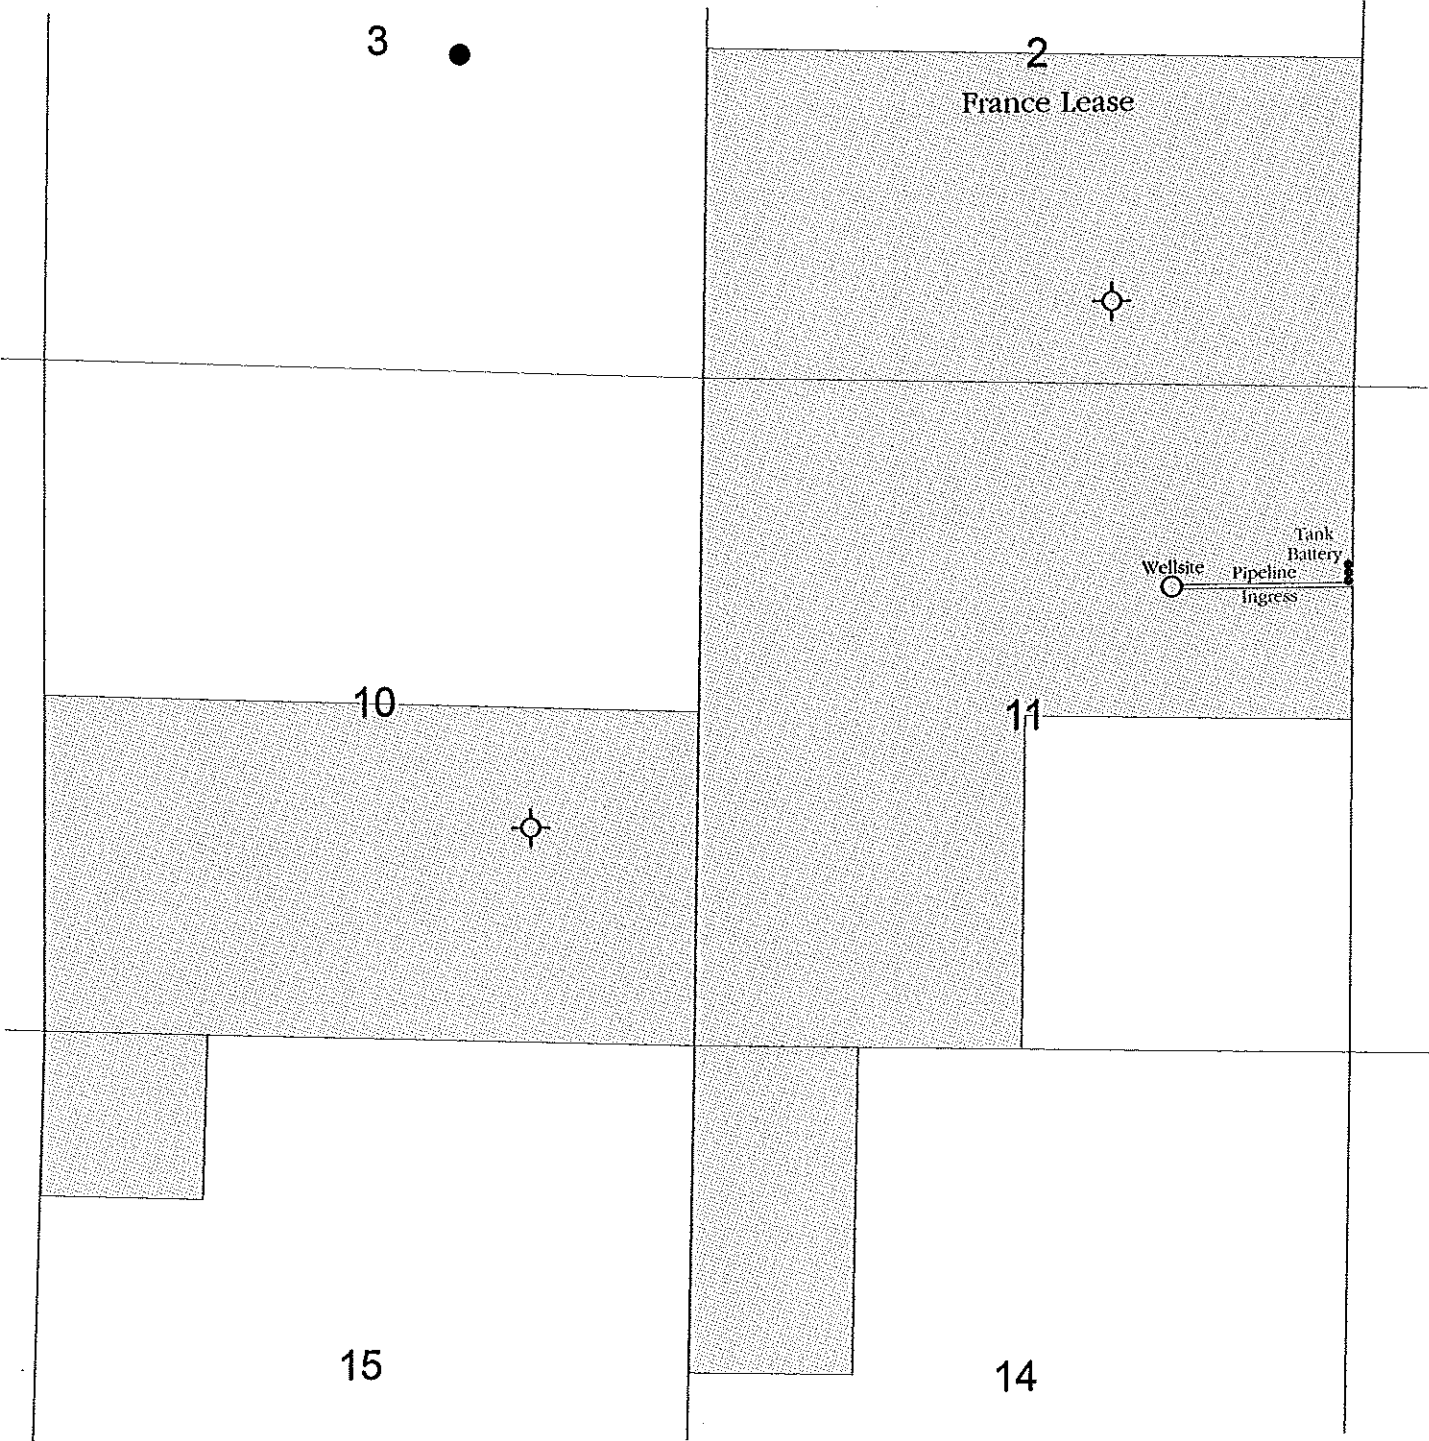 3
2
France Lease
Tank
Battery
Wellsite
Pipeline
Ingress
10
11
15
14